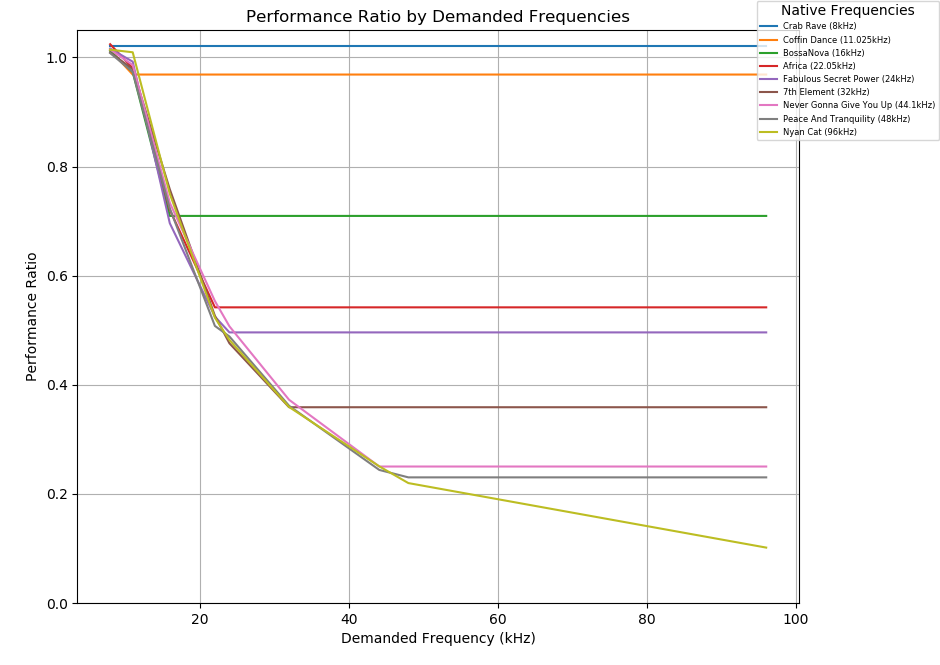 Performance Ratio by Demanded Frequencies
Native Frequencies
Crab Rave (8kHz)
Coffin Dance (11.025kHz)
BossaNova (16kHz)
Africa (22.05kHz)
Fabulous Secret Power (24kHz)
7th Element (32kHz)
Never Gonna Give You Up (44.1kHz)
Peace And Tranquility (48kHz)
Nyan Cat (96kHz)
Performance Ratio
1.0
0.8
0.6
0.4
0.2
0.0
20
40
60
80
100
Demanded Frequency (kHz)